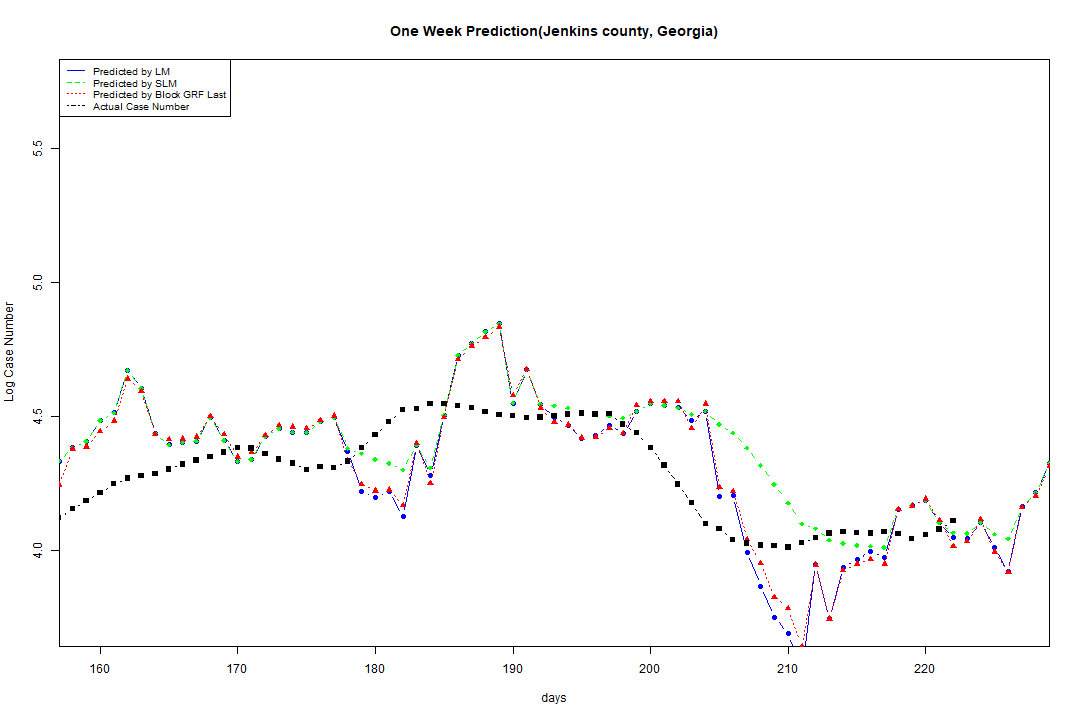 One Week Prediction(Jenkins county, Georgia)
Predicted by LM
Predicted by SLM
Predicted by Block GRF Last
Actual Case Number
5.5
5.0
4.5
4.0
Log Case Number
160 170 180 190 200 210 220
days